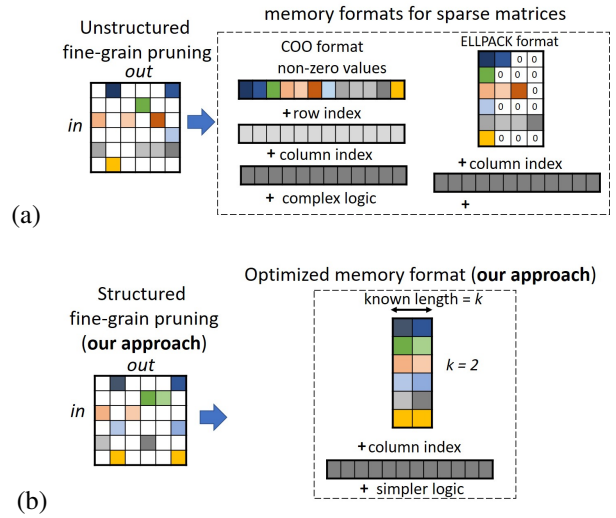 Unstructured
fine-grain pruning
out
in
(a)
memory formats for sparse matrices
COO format
non-zero values
+ row index
+ column index
+ complex logic
ELLPACK format
0 0
0 0 0
0
0 0 0
0 0 0
+ column index
+
Structured
fine-grain pruning
(our approach)
out
in
(b)
Optimized memory format (our approach)
known length = k
k = 2
+ column index
+ simpler logic